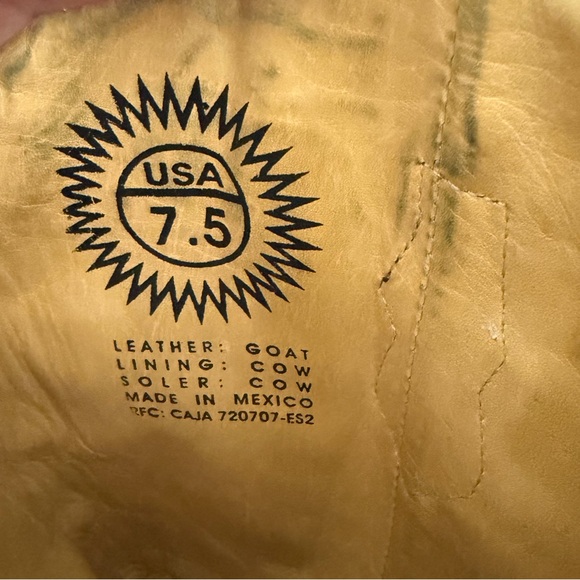 USA
7.5
LEATHER: GOAT
LINING: COW
SOLER: COW
MADE IN MEXICO
RFC: CAJA 720707-ES2